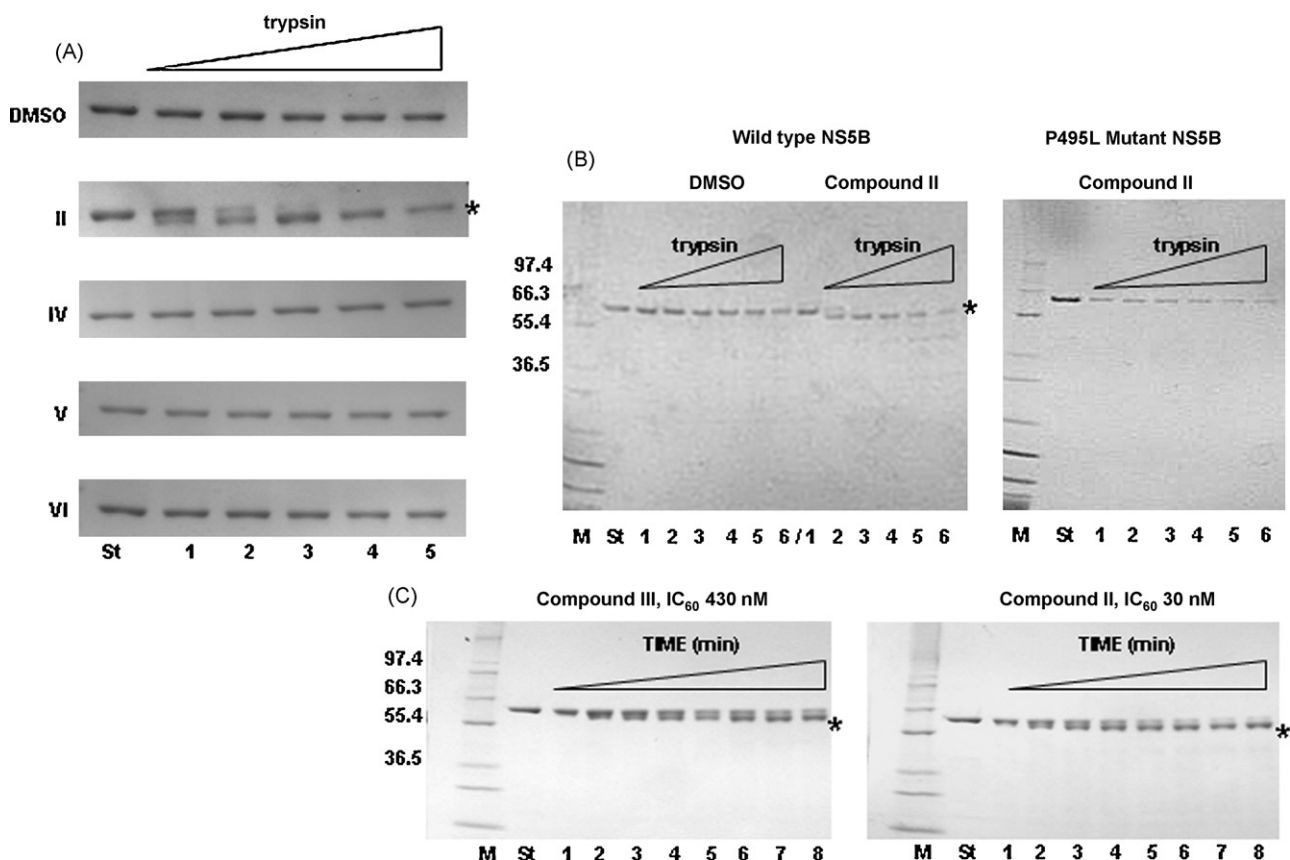 (A)
trypsin
DMSO
II
*
IV
V
VI
St 1 2 3 4 5
(B)
Wild type NS5B
P495L Mutant NS5B
DMSO Compound II
Compound II
trypsin trypsin
trypsin
97.4
66.3
55.4
36.5
*
M St 1 2 3 4 5 6 / 1 2 3 4 5 6
M St 1 2 3 4 5 6
(C)
Compound III, IC60 430 nM
Compound II, IC60 30 nM
TIME (min)
TIME (min)
97.4
66.3
55.4
36.5
*
*
M St 1 2 3 4 5 6 7 8
M St 1 2 3 4 5 6 7 8